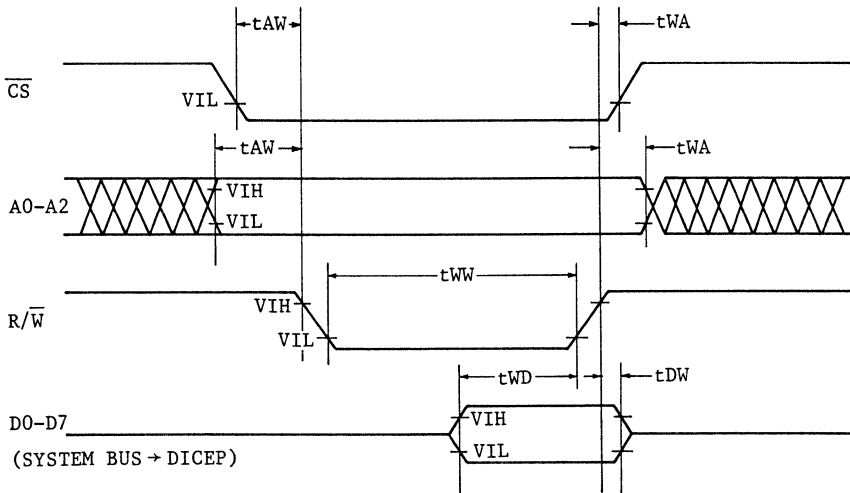 tAW
tWA
C̅S̅
VIL
tAW
tWA
A0-A2
VIH
VIL
tWW
R/W̅
VIH
VIL
tWD
tDW
D0-D7
VIH
VIL
(SYSTEM BUS → DICEP)